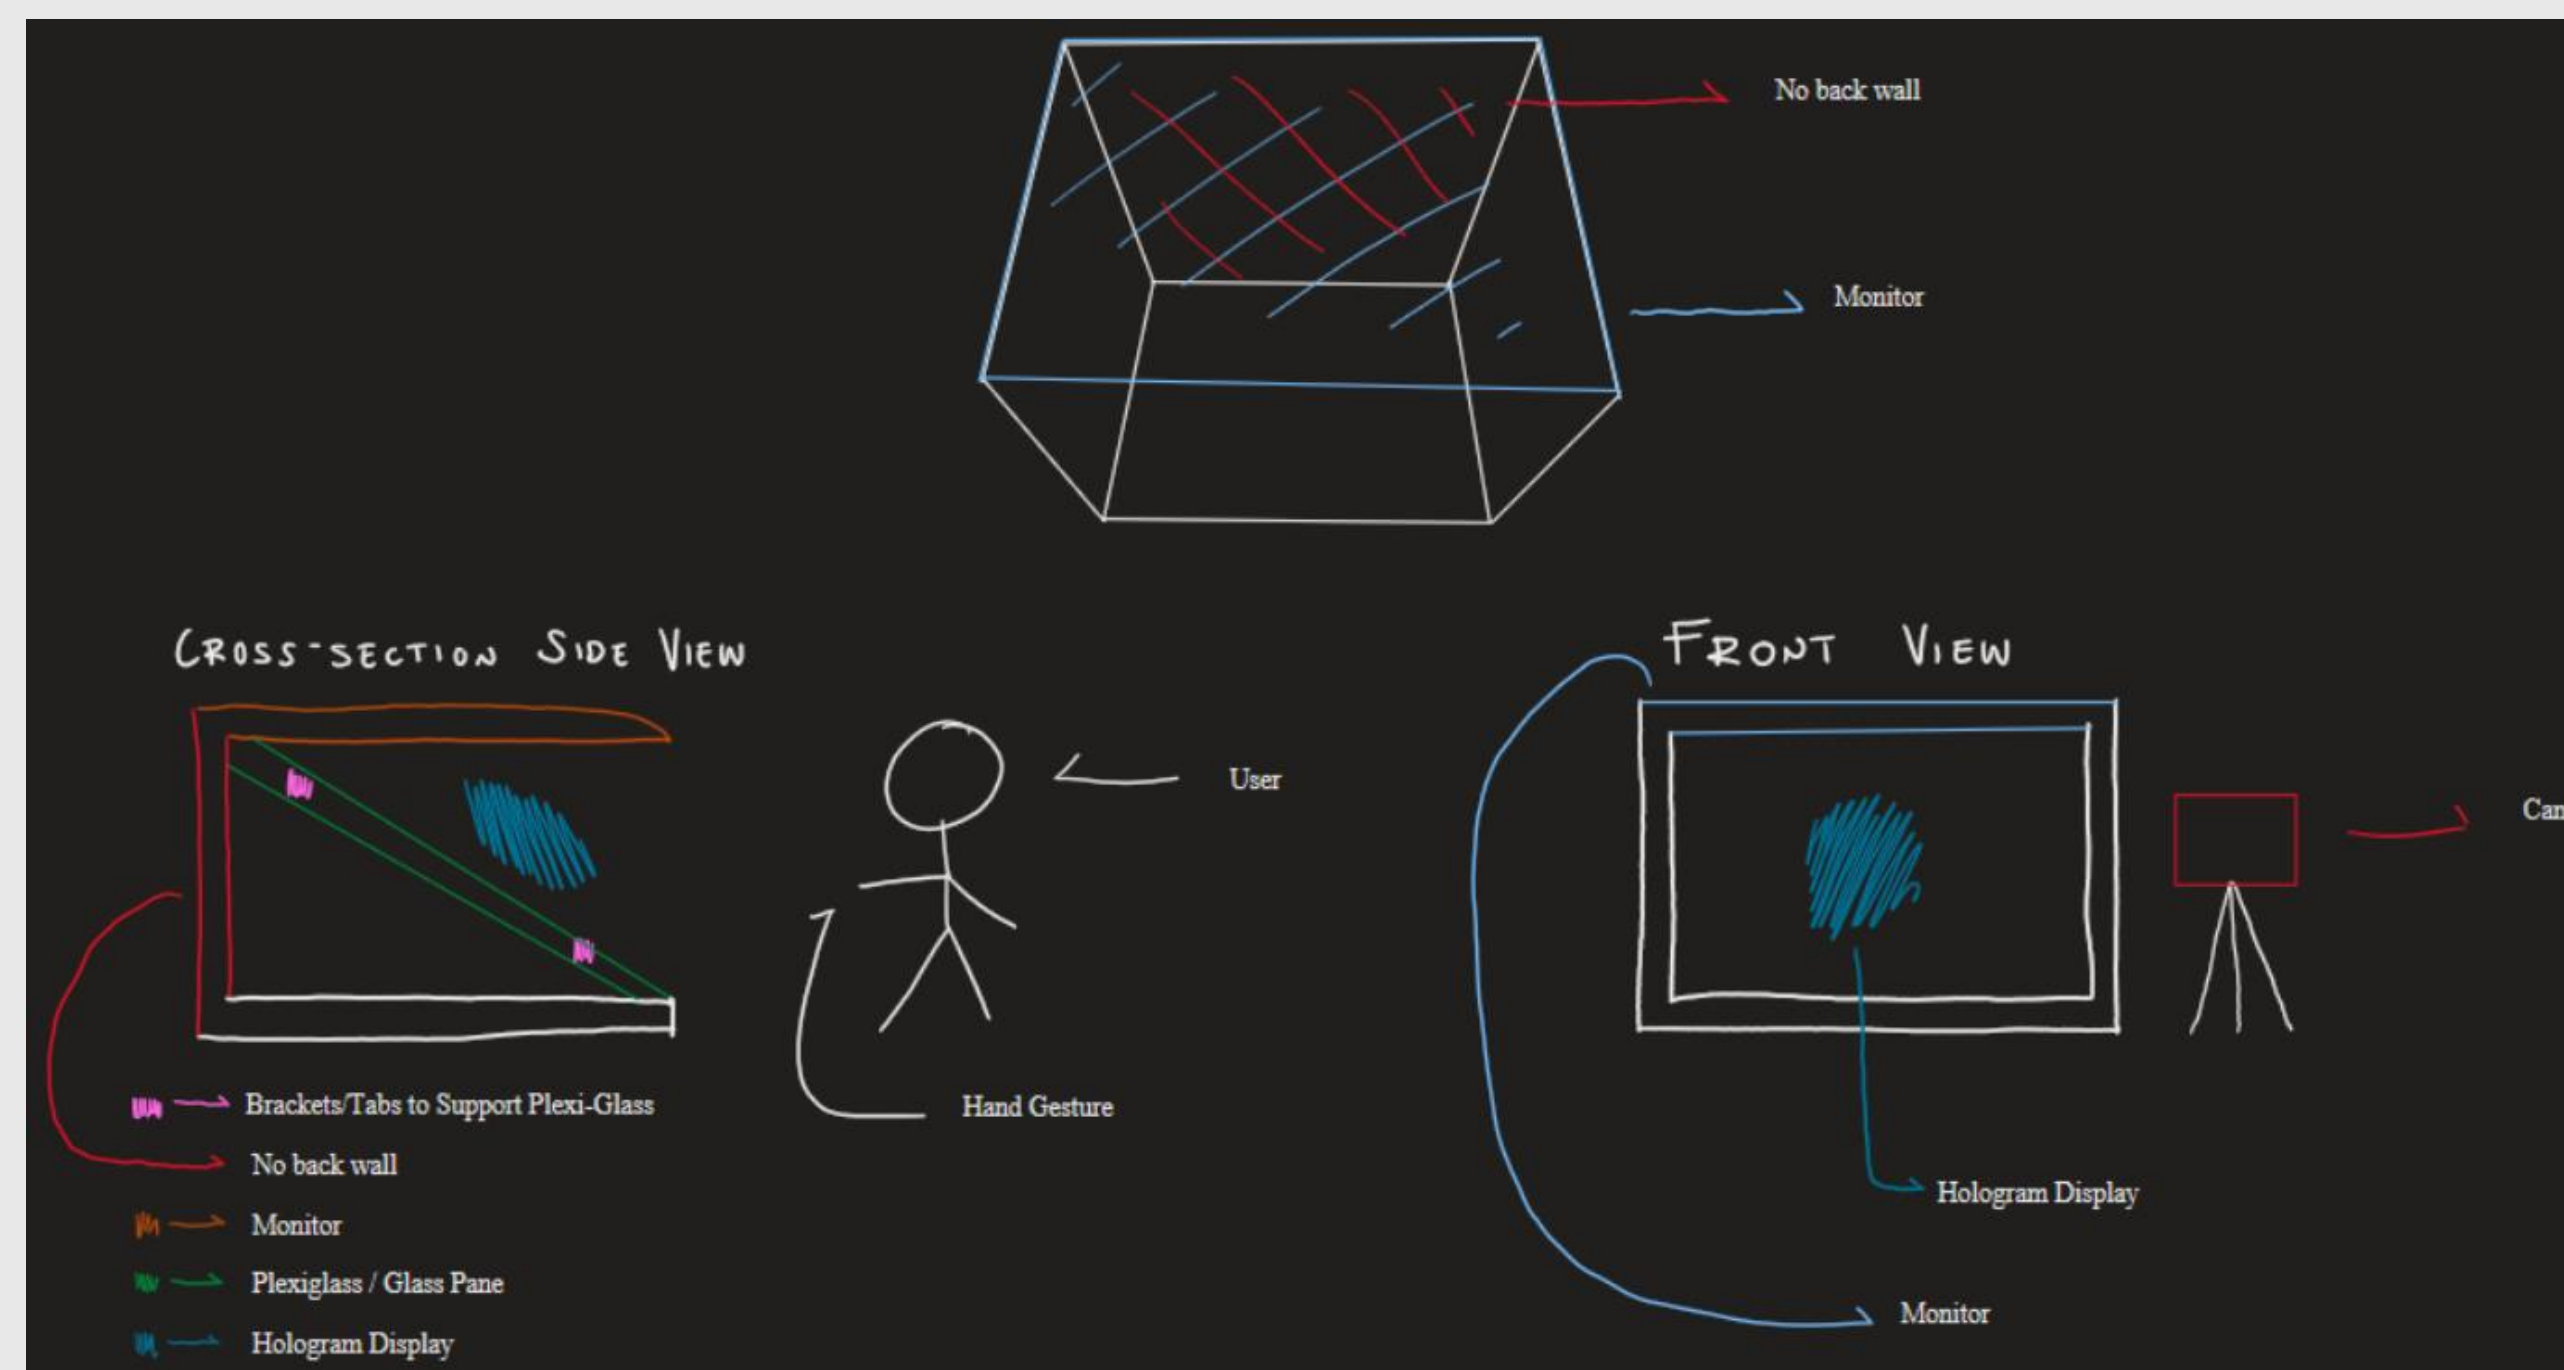 No back wall
Monitor
CROSS-SECTION SIDE VIEW
User
Brackets/Tabs to Support Plexi-Glass
No back wall
Monitor
Plexiglass / Glass Pane
Hologram Display
Hand Gesture
FRONT VIEW
Hologram Display
Monitor